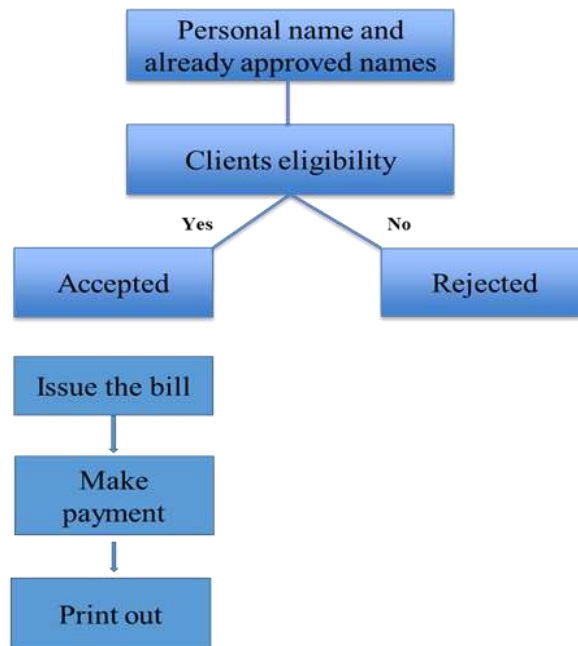 Personal name and
already approved names
Clients eligibility
Yes
No
Accepted
Rejected
Issue the bill
Make
payment
Print out